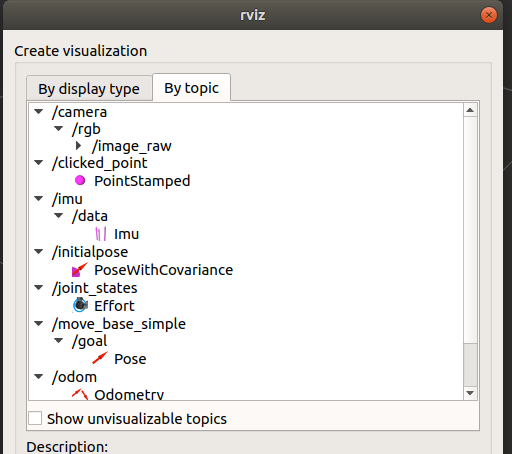 rviz
Create visualization
By display type
By topic
/camera
/rgb
/image_raw
/clicked_point
PointStamped
/imu
/data
Imu
/initialpose
PoseWithCovariance
/joint_states
Effort
/move_base_simple
/goal
Pose
/odom
Odometry
Show unvisualizable topics
Description: